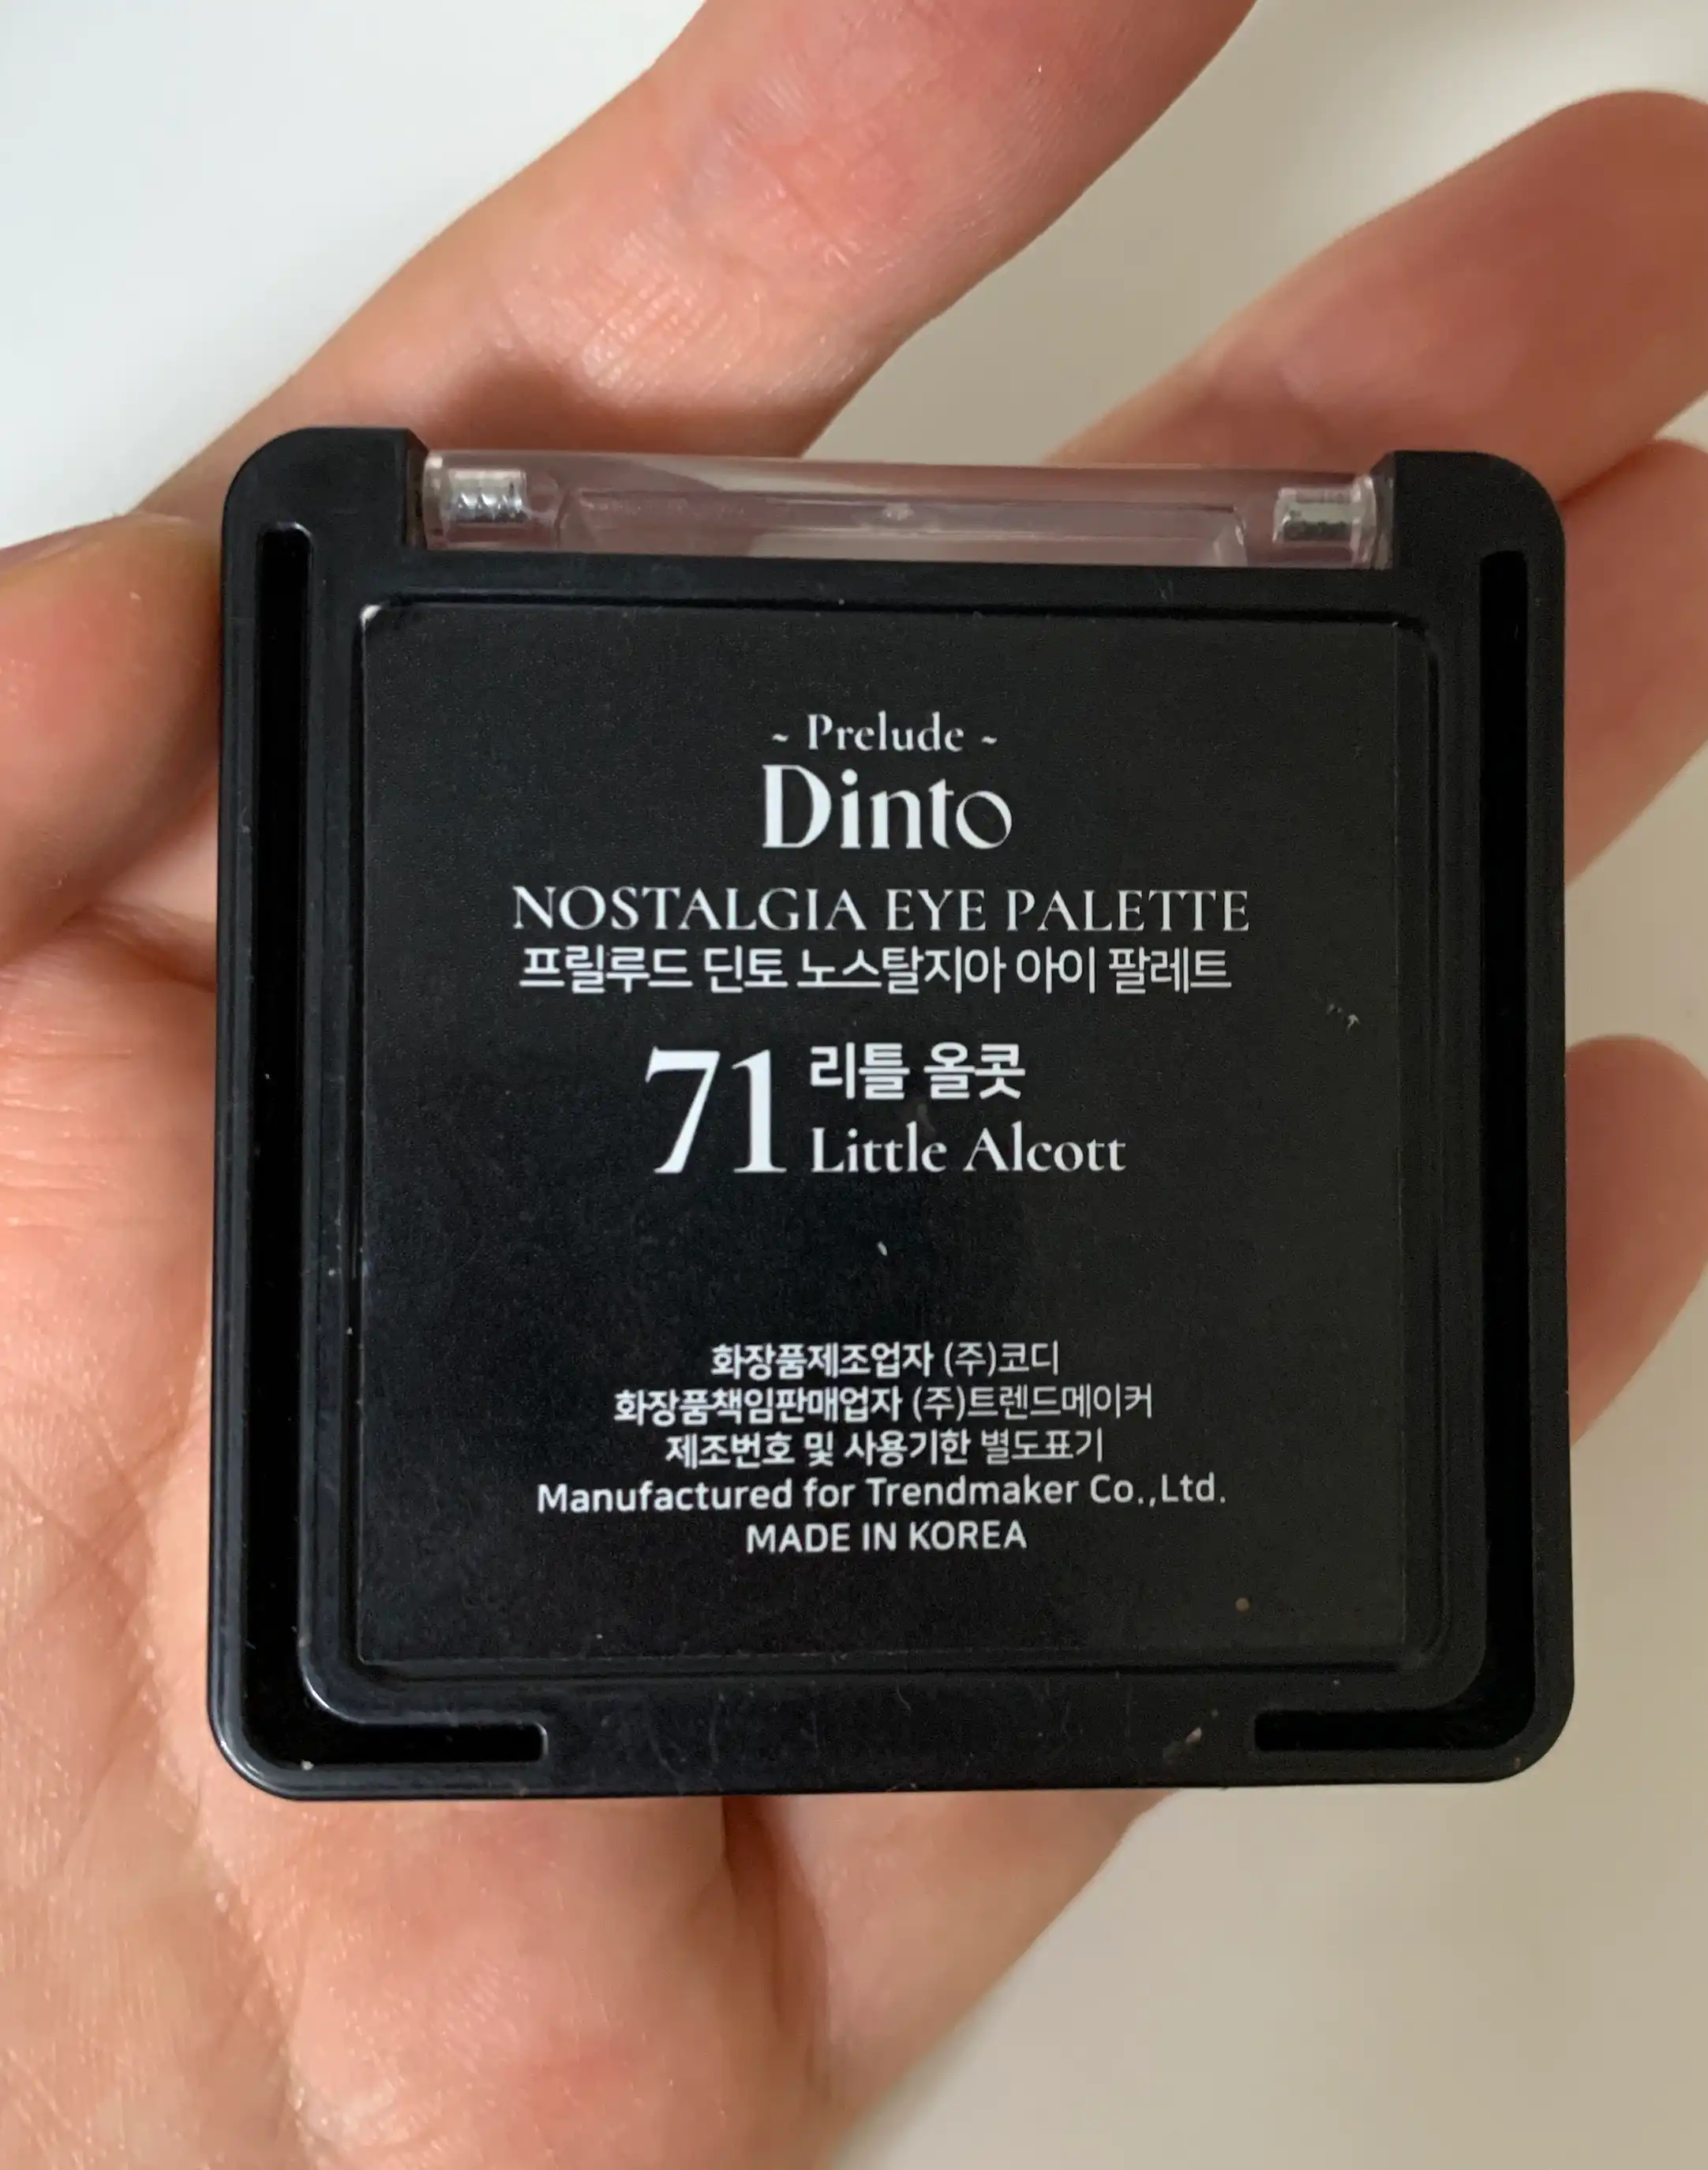 ~ Prelude ~
Dinto
NOSTALGIA EYE PALETTE
프릴루드 딘토 노스탈지아 아이 팔레트
71 리틀 올콧
Little Alcott
화장품제조업자 (주)코디
화장품책임판매업자 (주)트렌드메이커
제조번호 및 사용기한 별도표기
Manufactured for Trendmaker Co.,Ltd.
MADE IN KOREA